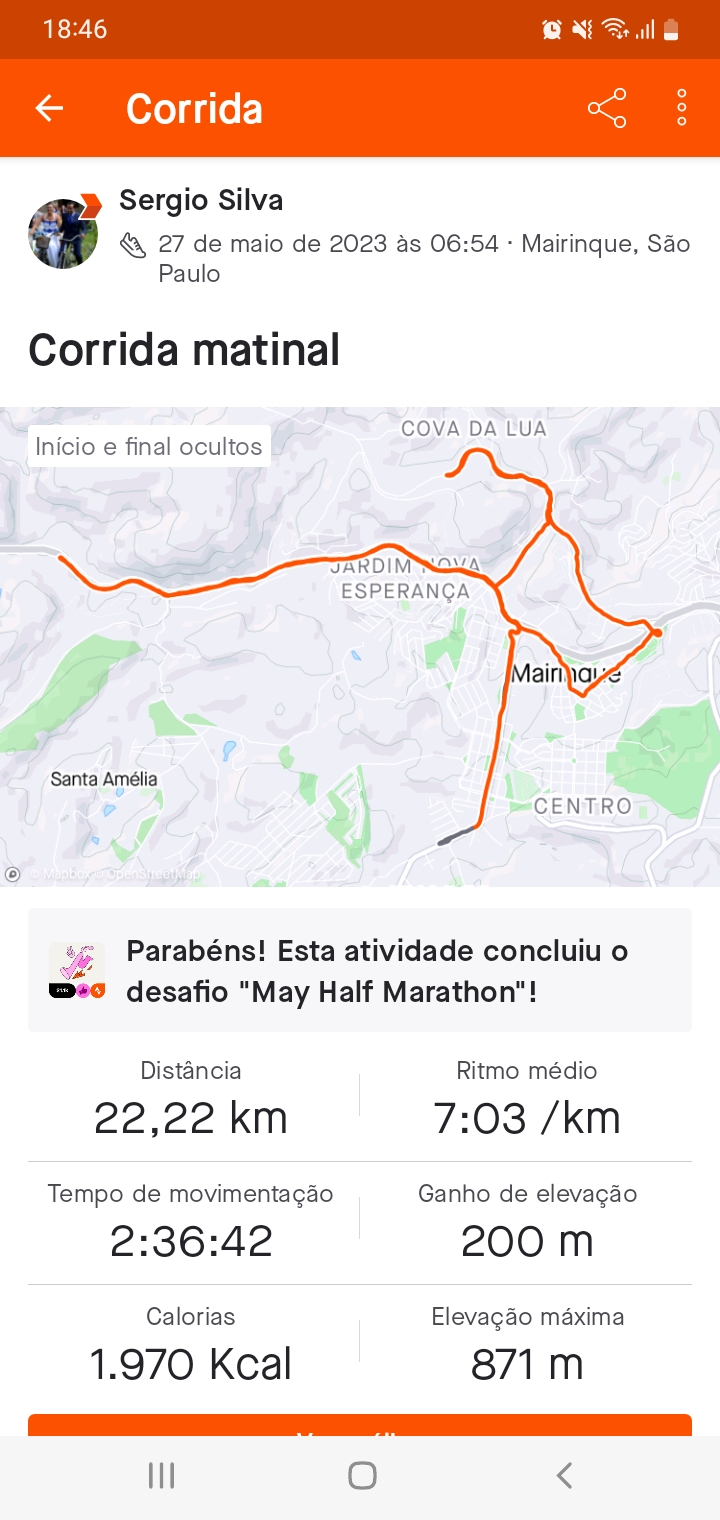 18:46
Corrida
Sergio Silva
27 de maio de 2023 às 06:54 · Mairinque, São
Paulo
Corrida matinal
Início e final ocultos
COVA DA LUA
JARDIM NOVA
ESPERANÇA
Mairinque
Santa Amélia
CENTRO
© Mapbox © OpenStreetMap
Parabéns! Esta atividade concluiu o
desafio "May Half Marathon"!
Distância
Ritmo médio
22,22 km
7:03 /km
Tempo de movimentação
Ganho de elevação
2:36:42
200 m
Calorias
Elevação máxima
1.970 Kcal
871 m